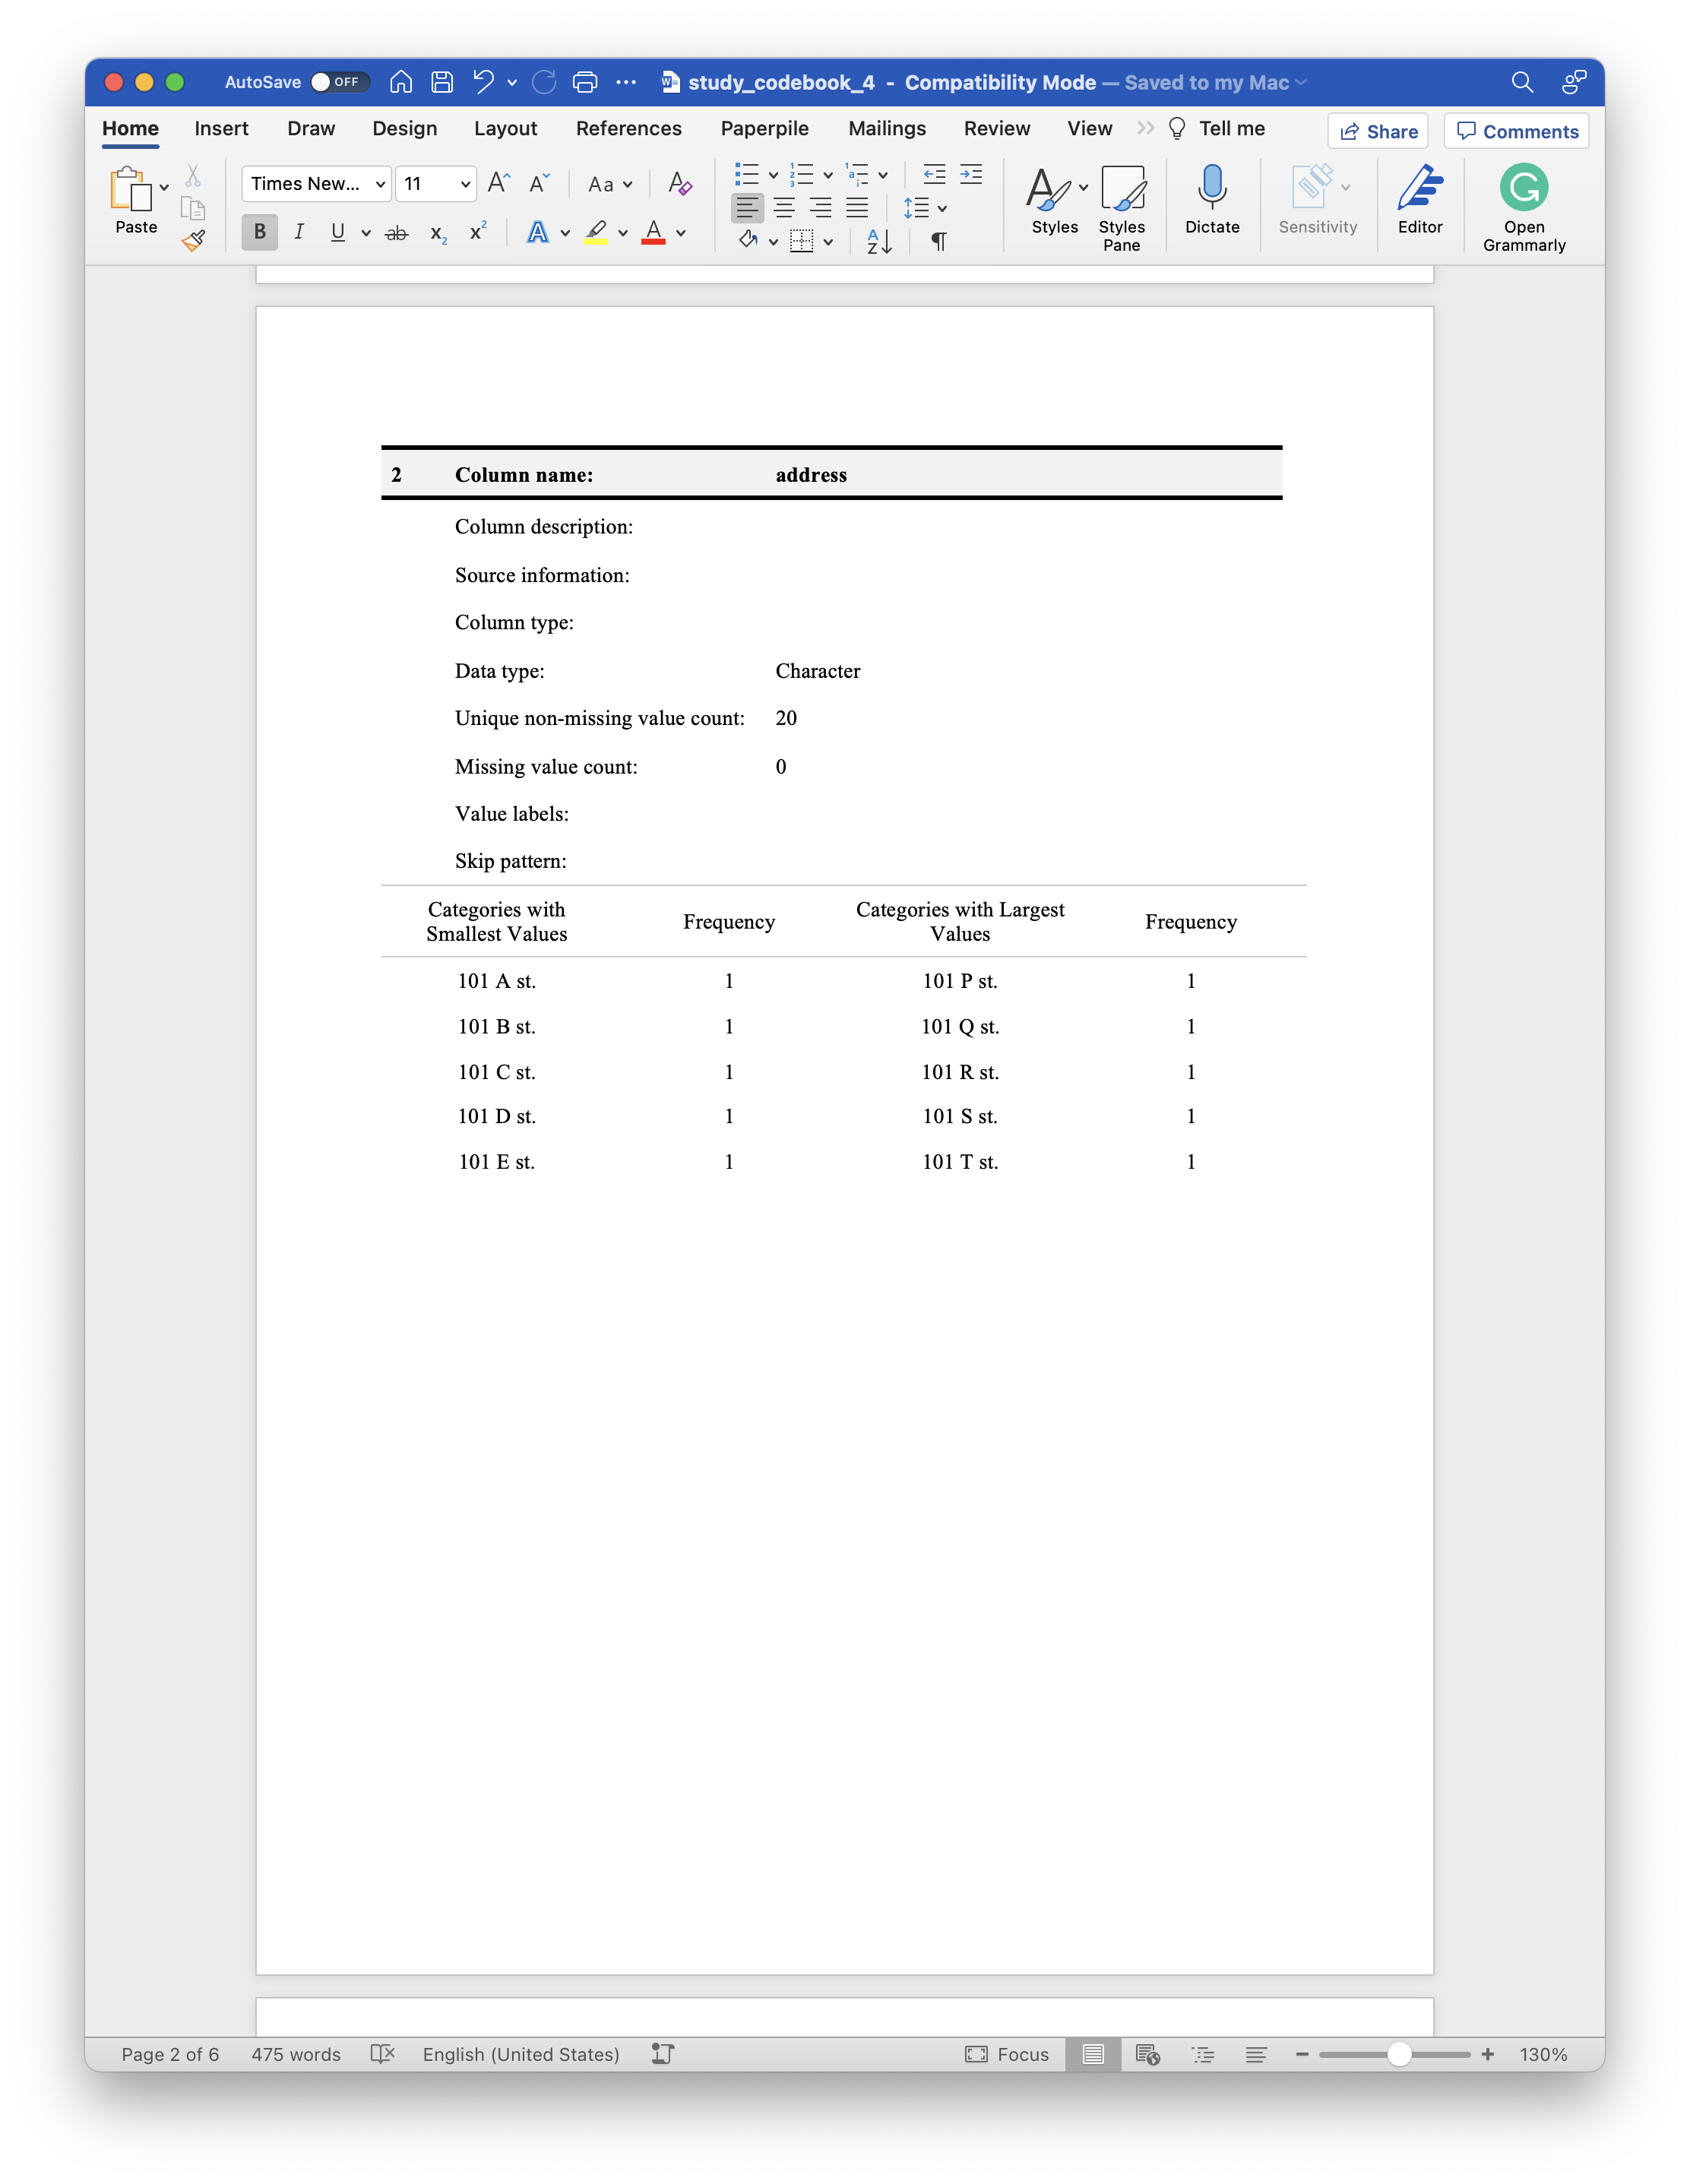 AutoSave OFF study_codebook_4 - Compatibility Mode — Saved to my Mac
Home Insert Draw Design Layout References Paperpile Mailings Review View Tell me Share Comments
Paste
Times New... 11
Styles
Styles Pane
Dictate
Sensitivity
Editor
Open Grammarly
2 Column name: address
Column description:
Source information:
Column type:
Data type: Character
Unique non-missing value count: 20
Missing value count: 0
Value labels:
Skip pattern:
Categories with Smallest Values Frequency Categories with Largest Values Frequency
101 A st. 1 101 P st. 1
101 B st. 1 101 Q st. 1
101 C st. 1 101 R st. 1
101 D st. 1 101 S st. 1
101 E st. 1 101 T st. 1
Page 2 of 6 475 words English (United States) Focus 130%